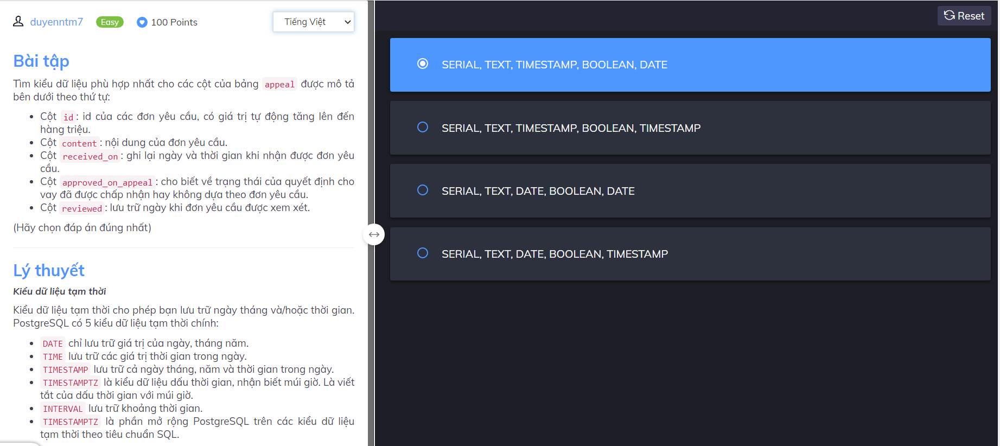 duyenntm7 Easy 100 Points Tiếng Việt
Bài tập
Tìm kiểu dữ liệu phù hợp nhất cho các cột của bảng appeal được mô tả
bên dưới theo thứ tự:
• Cột id: id của các đơn yêu cầu, có giá trị tự động tăng lên đến
hàng triệu.
• Cột content: nội dung của đơn yêu cầu.
• Cột received_on: ghi lại ngày và thời gian khi nhận được đơn yêu
cầu.
• Cột approved_on_appeal: cho biết về trạng thái của quyết định cho
vay đã được chấp nhận hay không dựa theo đơn yêu cầu.
• Cột reviewed: lưu trữ ngày khi đơn yêu cầu được xem xét.
(Hãy chọn đáp án đúng nhất)
Lý thuyết
Kiểu dữ liệu tạm thời
Kiểu dữ liệu tạm thời cho phép bạn lưu trữ ngày tháng và/hoặc thời gian.
PostgreSQL có 5 kiểu dữ liệu tạm thời chính:
• DATE chỉ lưu trữ giá trị của ngày, tháng năm.
• TIME lưu trữ các giá trị thời gian trong ngày.
• TIMESTAMP lưu trữ cả ngày tháng, năm và thời gian trong ngày.
• TIMESTAMPTZ là kiểu dữ liệu dấu thời gian, nhận biết múi giờ. Là viết
tắt của dấu thời gian với múi giờ.
• INTERVAL lưu trữ khoảng thời gian.
• TIMESTAMPTZ là phần mở rộng PostgreSQL trên các kiểu dữ liệu
tạm thời theo tiêu chuẩn SQL.
Reset
SERIAL, TEXT, TIMESTAMP, BOOLEAN, DATE
SERIAL, TEXT, TIMESTAMP, BOOLEAN, TIMESTAMP
SERIAL, TEXT, DATE, BOOLEAN, DATE
SERIAL, TEXT, DATE, BOOLEAN, TIMESTAMP